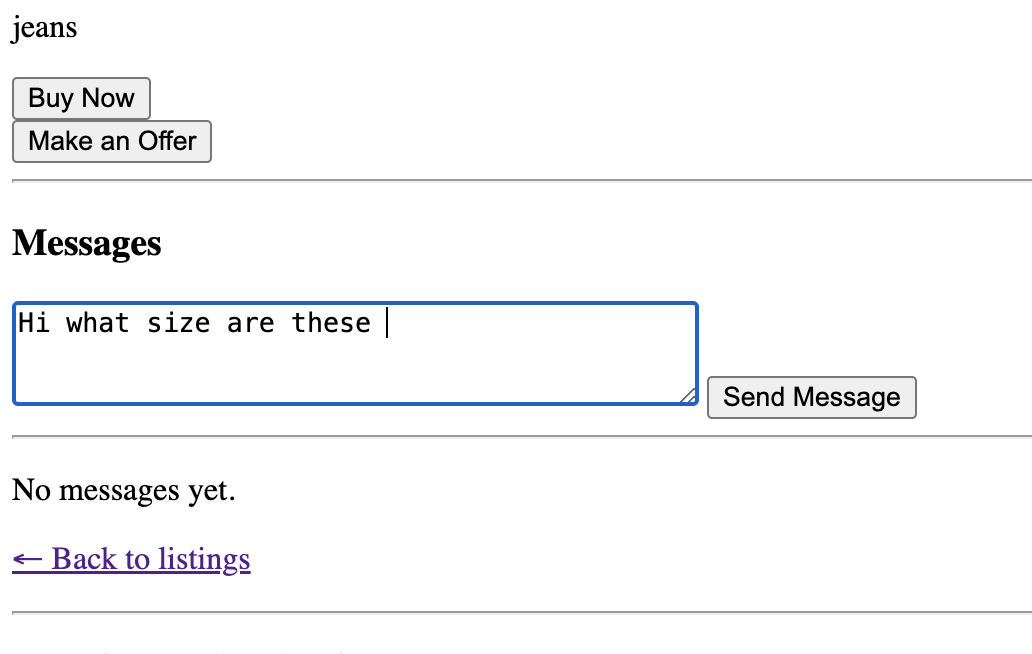 jeans
Buy Now
Make an Offer
Messages
Hi what size are these
Send Message
No messages yet.
← Back to listings